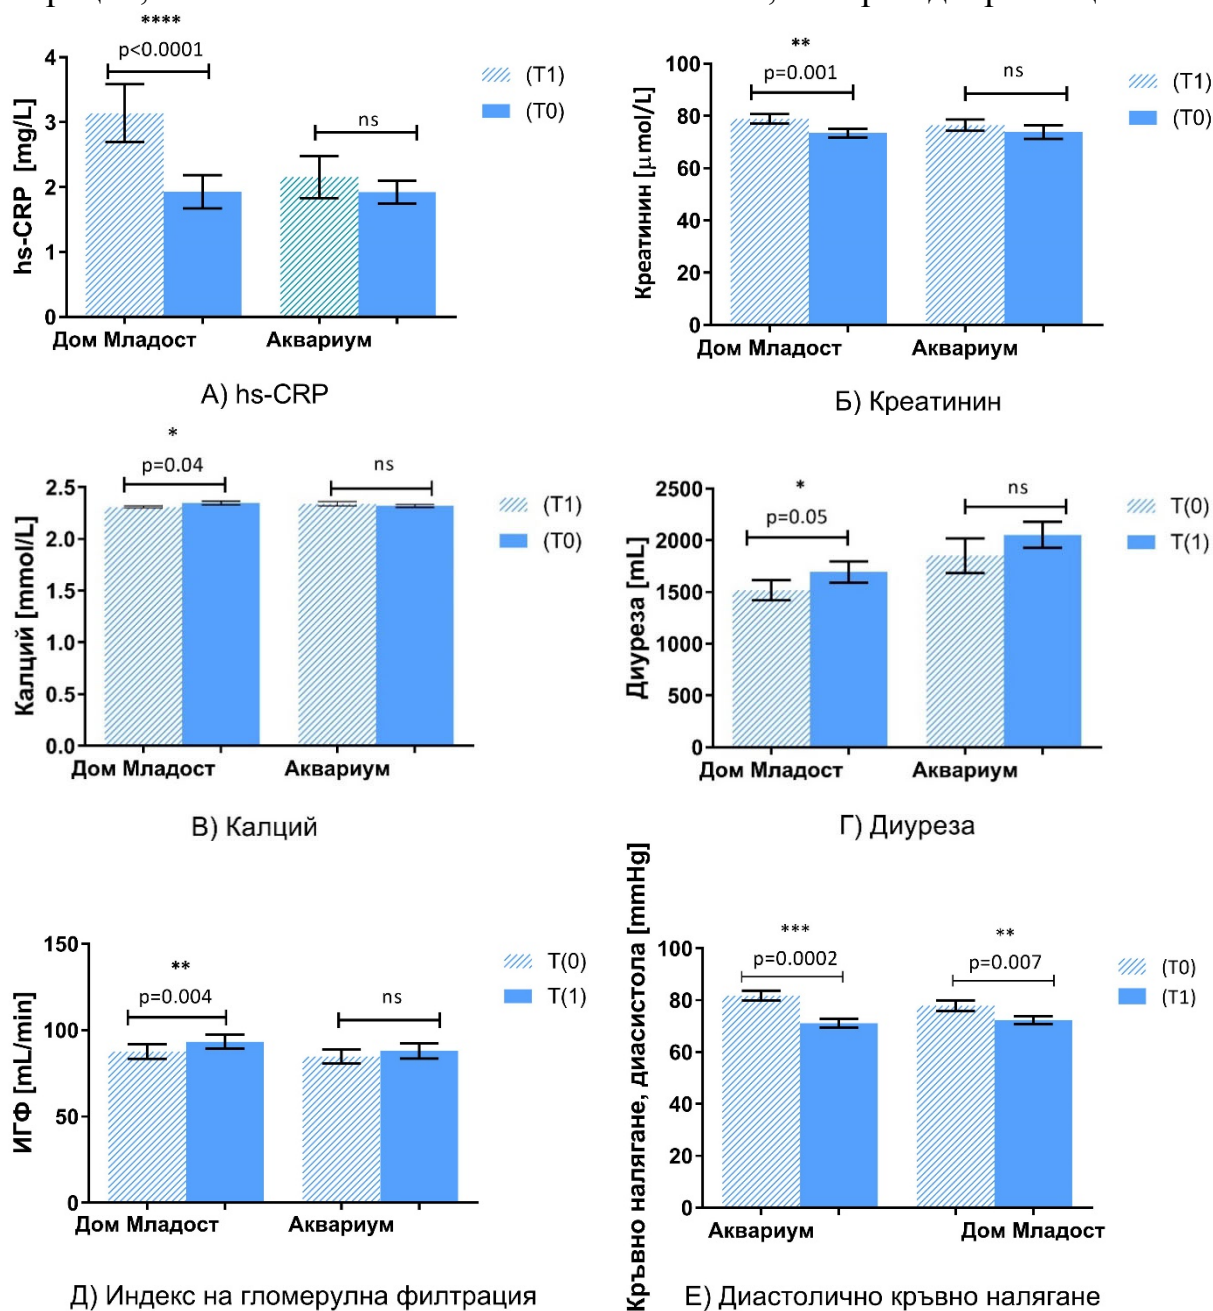 ****
p<0.0001
ns
(T1)
(T0)
hs-CRP [mg/L]
4
3
2
1
0
Дом Младост
Аквариум
А) hs-CRP
**
p=0.001
ns
(T1)
(T0)
Креатинин [μmol/L]
100
80
60
40
20
0
Дом Младост
Аквариум
Б) Креатинин
*
p=0.04
ns
(T1)
(T0)
Калций [mmol/L]
2.5
2.0
1.5
1.0
0.5
0.0
Дом Младост
Аквариум
В) Калций
*
p=0.05
ns
T(0)
T(1)
Диуреза [mL]
2500
2000
1500
1000
500
0
Дом Младост
Аквариум
Г) Диуреза
**
p=0.004
ns
T(0)
T(1)
ИГФ [mL/min]
150
100
50
0
Дом Младост
Аквариум
Д) Индекс на гломерулна филтрация
***
p=0.0002
**
p=0.007
(T0)
(T1)
Кръвно налягане, диасистола [mmHg]
100
80
60
40
20
0
Аквариум
Дом Младост
Е) Диастолично кръвно налягане